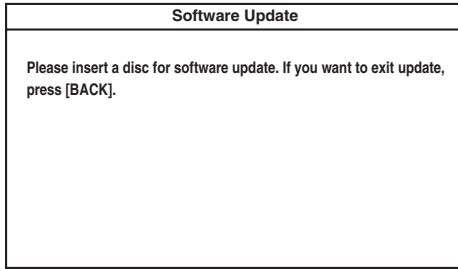 Software Update
Please insert a disc for software update. If you want to exit update,
press [BACK].